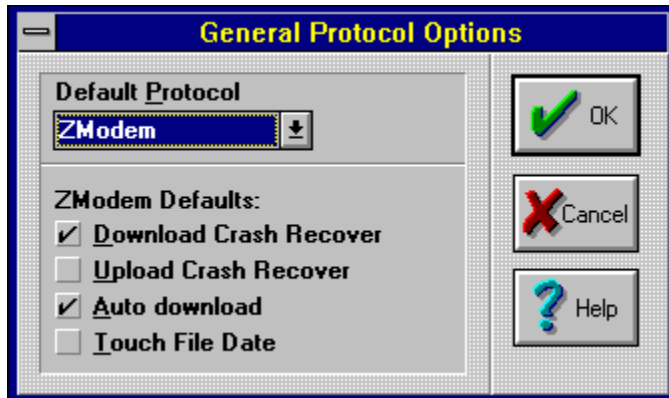 General Protocol Options
Default Protocol
ZModem
ZModem Defaults:
Download Crash Recover
Upload Crash Recover
Auto download
Touch File Date
OK
Cancel
Help